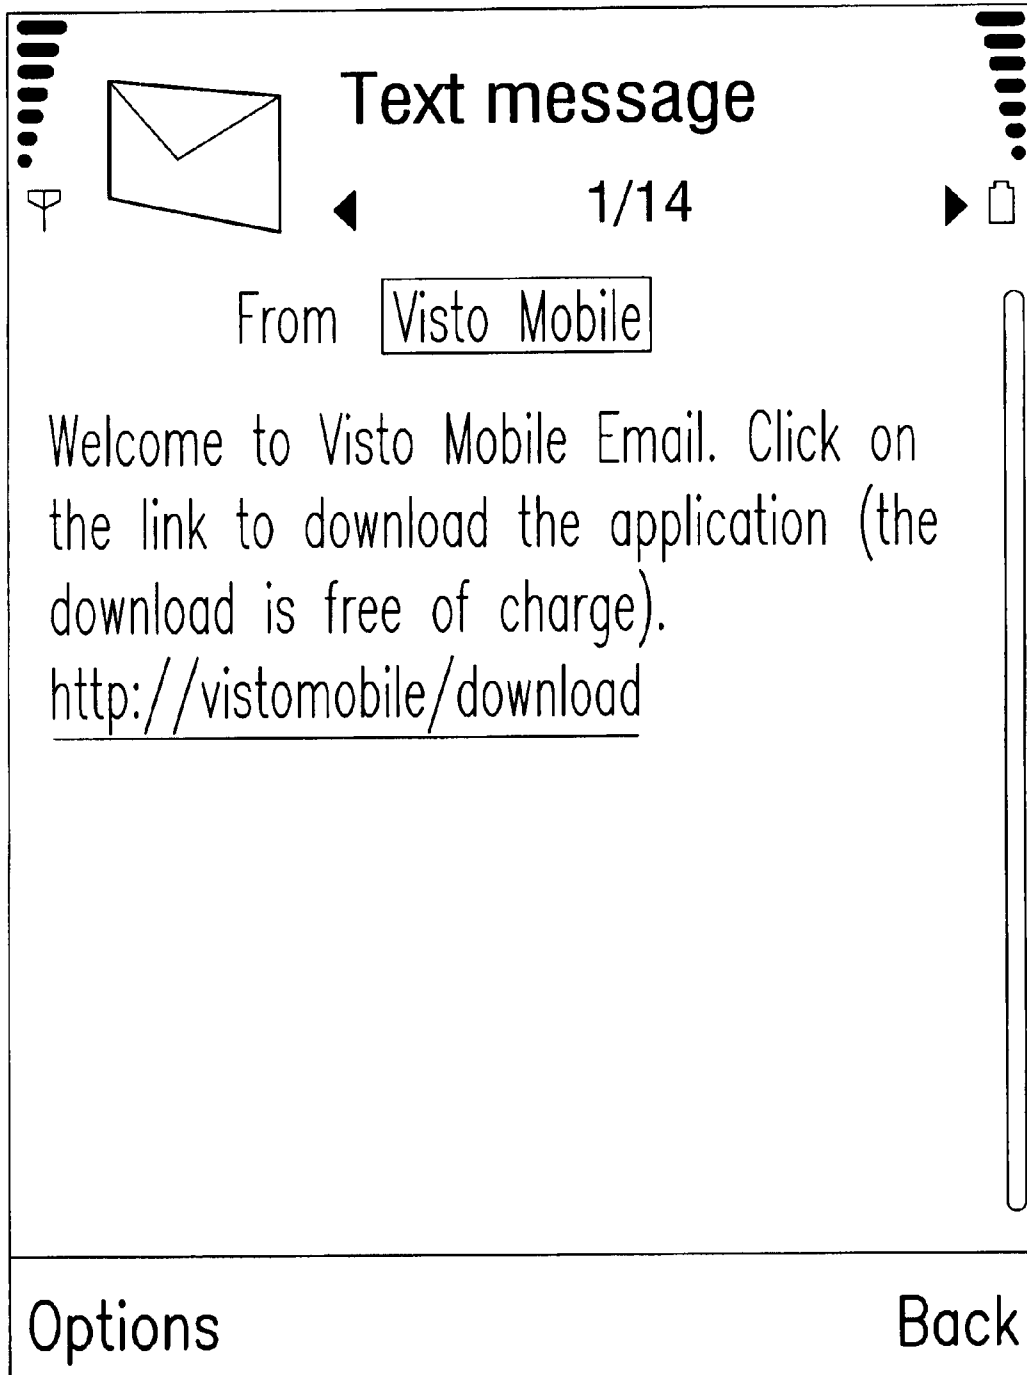 Text message
1/14
From Visto Mobile
Welcome to Visto Mobile Email. Click on
the link to download the application (the
download is free of charge).
http://vistomobile/download
Options Back